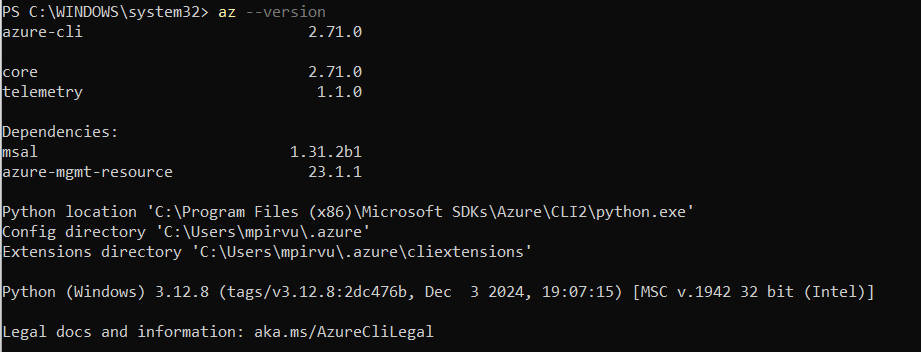 PS C:\WINDOWS\system32> az --version
azure-cli                         2.71.0
core                              2.71.0
telemetry                          1.1.0
Dependencies:
msal                            1.31.2b1
azure-mgmt-resource               23.1.1
Python location 'C:\Program Files (x86)\Microsoft SDKs\Azure\CLI2\python.exe'
Config directory 'C:\Users\mpirvu\.azure'
Extensions directory 'C:\Users\mpirvu\.azure\cliextensions'
Python (Windows) 3.12.8 (tags/v3.12.8:2dc476b, Dec  3 2024, 19:07:15) [MSC v.1942 32 bit (Intel)]
Legal docs and information: aka.ms/AzureCliLegal